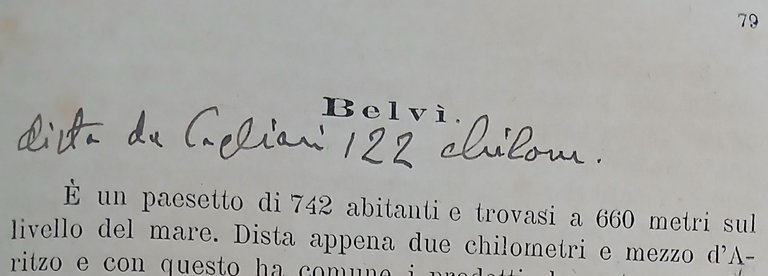 79
Belvì.
dista da Cagliari 122 chilom.
È un paesetto di 742 abitanti e trovasi a 660 metri sul
livello del mare. Dista appena due chilometri e mezzo d'A-
ritzo e con questo ha comune i prodotti